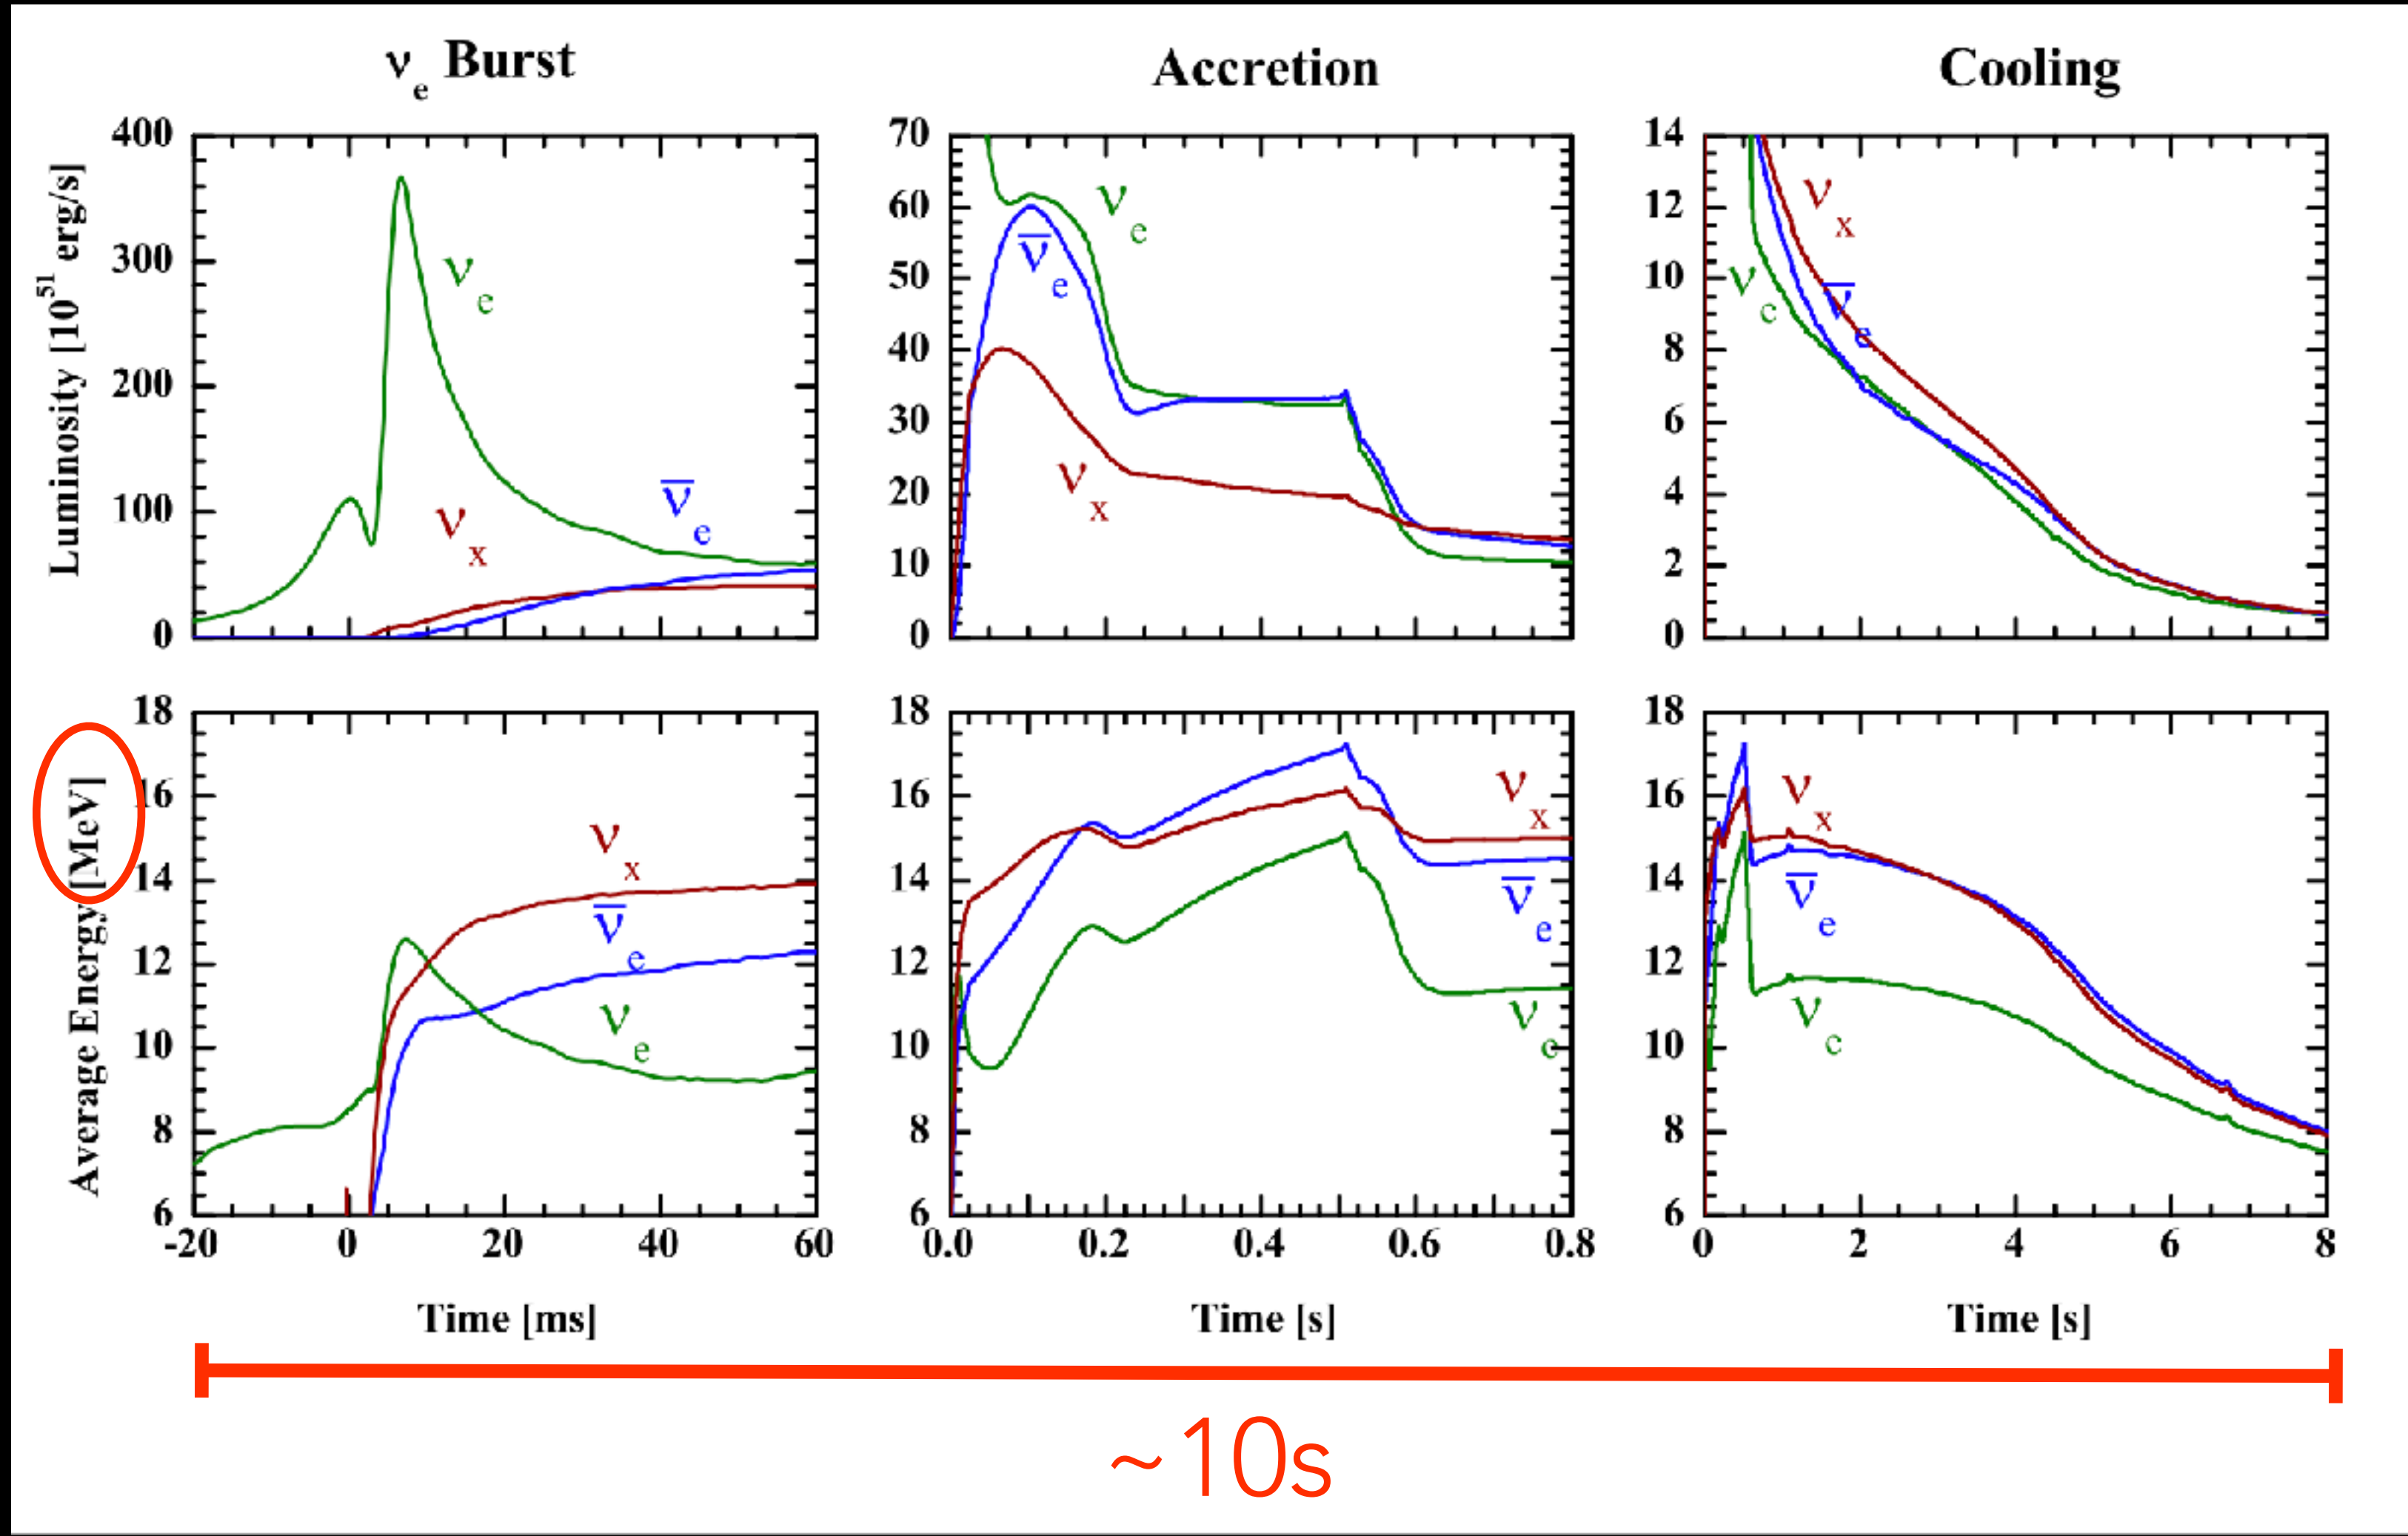 νe Burst
Accretion
Cooling
Luminosity [10^51 erg/s]
400
300
200
100
0
νe
νx
ν̅e
70
60
50
40
30
20
10
0
νe
ν̅e
νx
14
12
10
8
6
4
2
0
νx
ν̅e
νe
Average Energy [MeV]
18
16
14
12
10
8
6
νx
ν̅e
νe
-20 0 20 40 60
Time [ms]
18
16
14
12
10
8
6
νx
ν̅e
νe
0.0 0.2 0.4 0.6 0.8
Time [s]
18
16
14
12
10
8
6
νx
ν̅e
νe
0 2 4 6 8
Time [s]
~10s